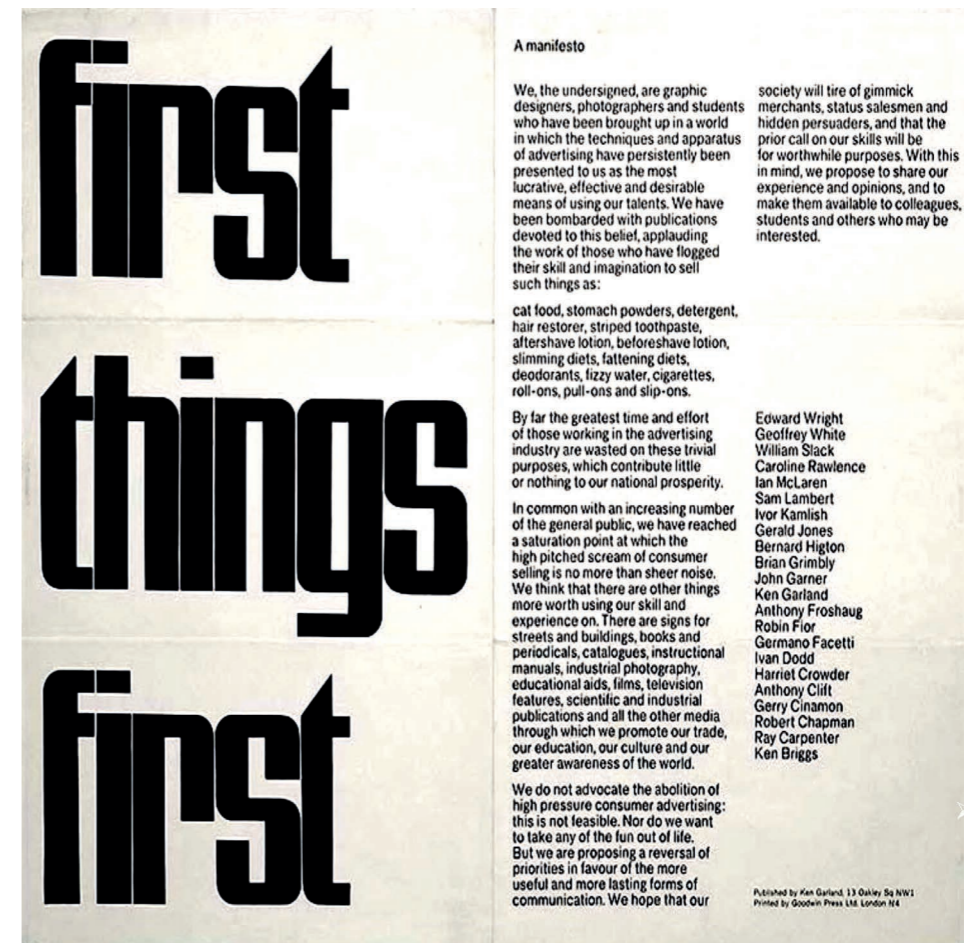 first
things
first
A manifesto
We, the undersigned, are graphic
designers, photographers and students
who have been brought up in a world
in which the techniques and apparatus
of advertising have persistently been
presented to us as the most
lucrative, effective and desirable
means of using our talents. We have
been bombarded with publications
devoted to this belief, applauding
the work of those who have flogged
their skill and imagination to sell
such things as:
cat food, stomach powders, detergent,
hair restorer, striped toothpaste,
aftershave lotion, beforeshave lotion,
slimming diets, fattening diets,
deodorants, fizzy water, cigarettes,
roll-ons, pull-ons and slip-ons.
By far the greatest time and effort
of those working in the advertising
industry are wasted on these trivial
purposes, which contribute little
or nothing to our national prosperity.
In common with an increasing number
of the general public, we have reached
a saturation point at which the
high pitched scream of consumer
selling is no more than sheer noise.
We think that there are other things
more worth using our skill and
experience on. There are signs for
streets and buildings, books and
periodicals, catalogues, instructional
manuals, industrial photography,
educational aids, films, television
features, scientific and industrial
publications and all the other media
through which we promote our trade,
our education, our culture and our
greater awareness of the world.
We do not advocate the abolition of
high pressure consumer advertising:
this is not feasible. Nor do we want
to take any of the fun out of life.
But we are proposing a reversal of
priorities in favour of the more
useful and more lasting forms of
communication. We hope that our
society will tire of gimmick
merchants, status salesmen and
hidden persuaders, and that the
prior call on our skills will be
for worthwhile purposes. With this
in mind, we propose to share our
experience and opinions, and to
make them available to colleagues,
students and others who may be
interested.
Edward Wright
Geoffrey White
William Slack
Caroline Rawlence
Ian McLaren
Sam Lambert
Ivor Kamlish
Gerald Jones
Bernard Higton
Brian Grimbly
John Garner
Ken Garland
Anthony Froshaug
Robin Fior
Germano Facetti
Ivan Dodd
Harriet Crowder
Anthony Clift
Gerry Cinamon
Robert Chapman
Ray Carpenter
Ken Briggs
Published by Ken Garland, 13 Oakley Sq NW1
Printed by Goodwin Press Ltd. London N4